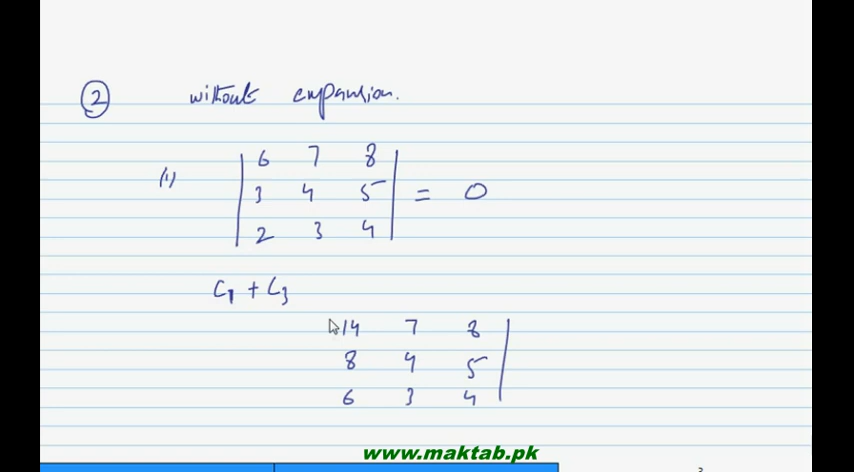 ② without expansion.
(i) | 6 7 8 |
| 3 4 5 | = 0
| 2 3 4 |
C1 + C3
14 7 8 |
8 4 5 |
6 3 4 |
www.maktab.pk